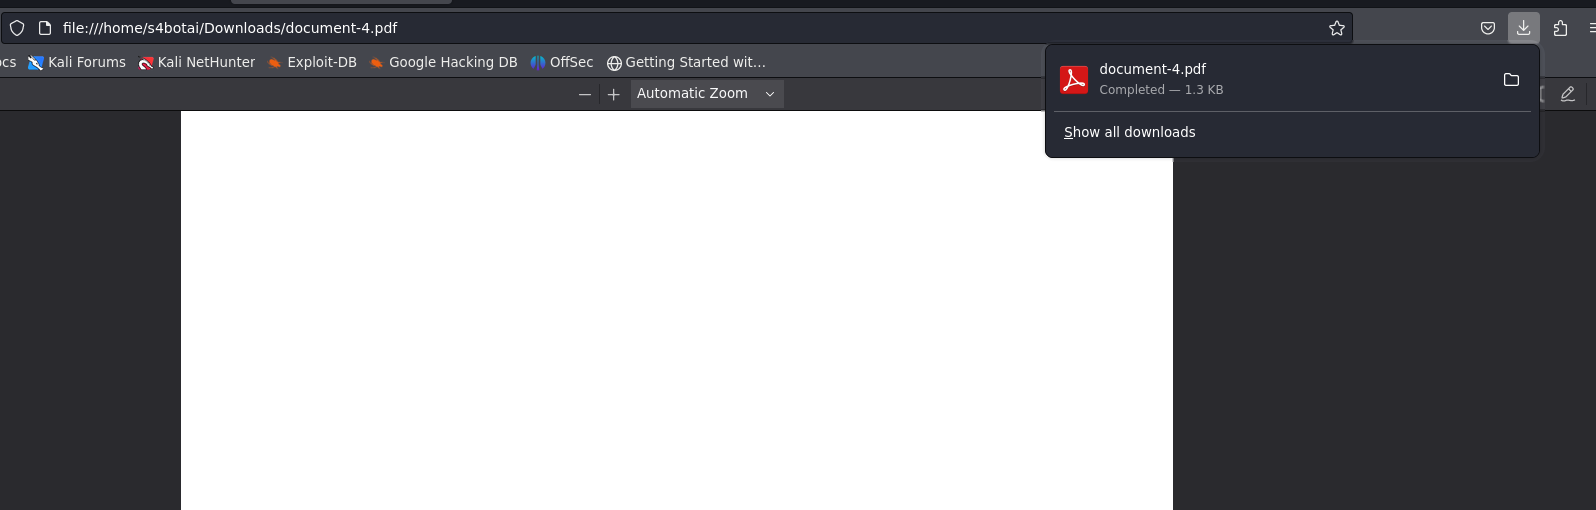 file:///home/s4botai/Downloads/document-4.pdf
ocs Kali Forums Kali NetHunter Exploit-DB Google Hacking DB OffSec Getting Started wit…
Automatic Zoom
document-4.pdf
Completed — 1.3 KB
Show all downloads